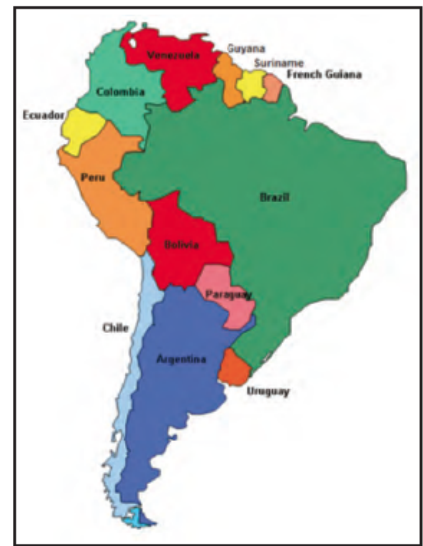 Venezuela
Guyana
Suriname
French Guiana
Colombia
Ecuador
Peru
Brazil
Bolivia
Paraguay
Chile
Argentina
Uruguay